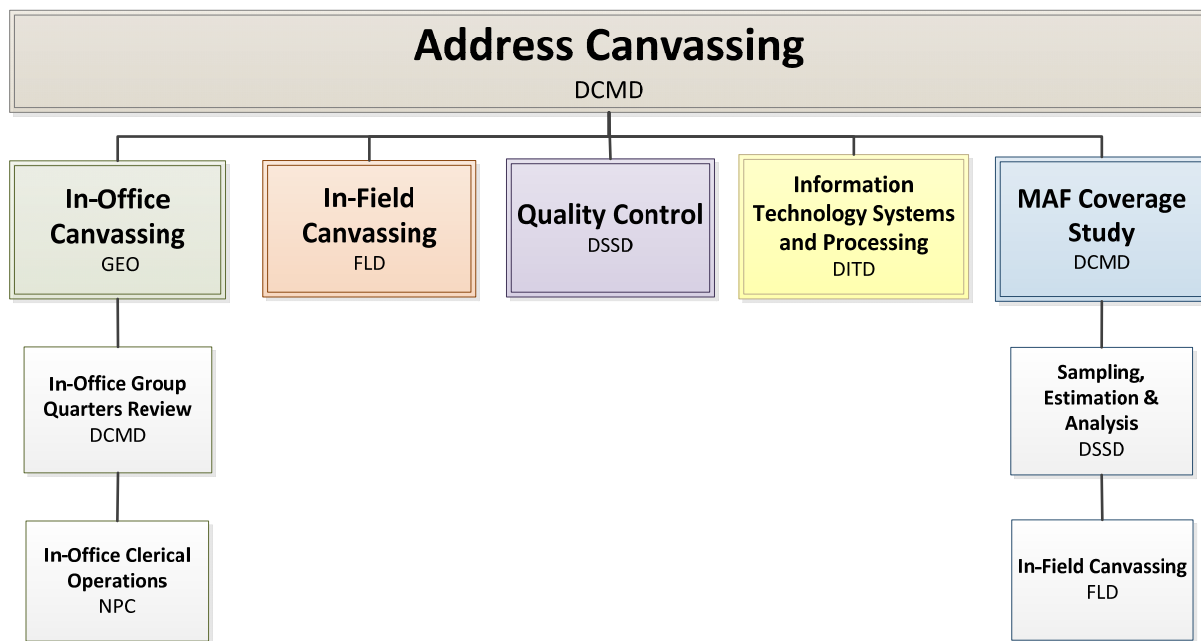 Address Canvassing
DCMD
In-Office
Canvassing
GEO
In-Field
Canvassing
FLD
Quality Control
DSSD
Information
Technology Systems
and Processing
DITD
MAF Coverage
Study
DCMD
In-Office Group
Quarters Review
DCMD
Sampling,
Estimation &
Analysis
DSSD
In-Office Clerical
Operations
NPC
In-Field Canvassing
FLD